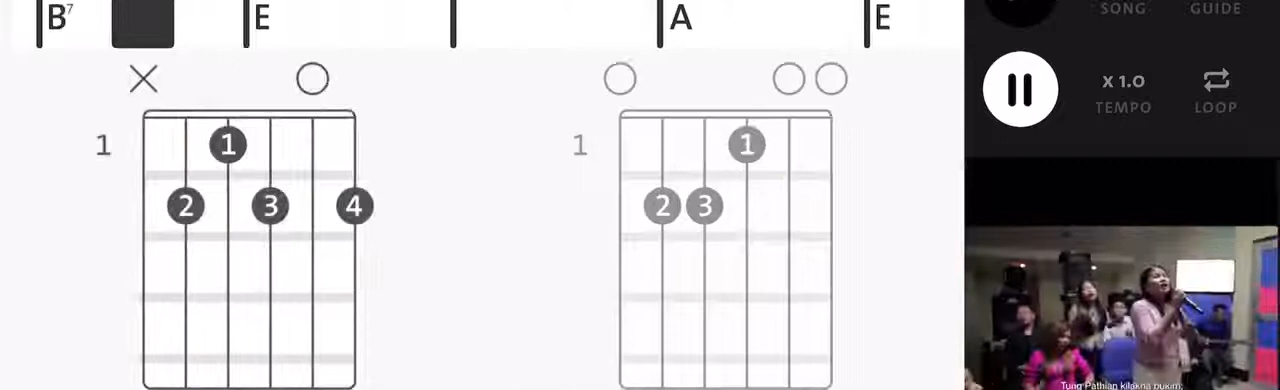 B7 E A E
SONG GUIDE
X 1.0
TEMPO LOOP
1 1 1 1
2 3 4 2 3
Tung Pathian kilakna bukim;